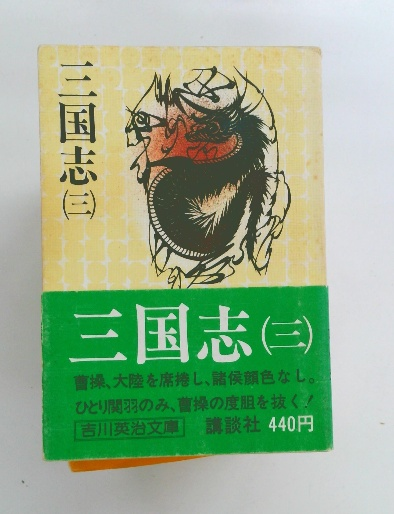 三国志(三)
三国志(三)
曹操、大陸を席捲し、諸侯顔色なし。
ひとり関羽のみ、曹操の度胆を抜く!
吉川英治文庫 講談社 440円